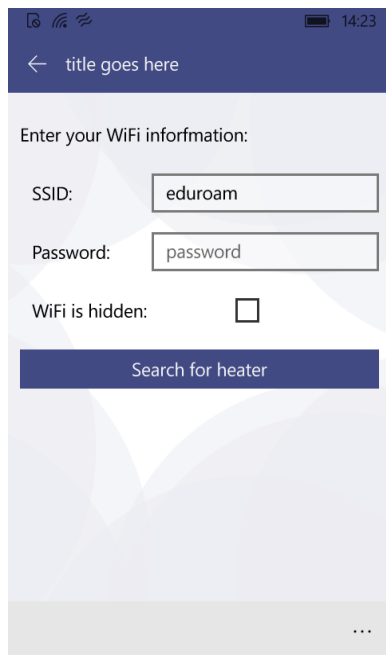 14:23
title goes here
Enter your WiFi inforfmation:
SSID: eduroam
Password: password
WiFi is hidden:
Search for heater
...